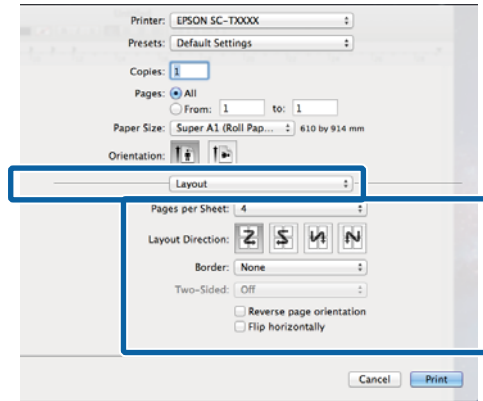 Printer: EPSON SC-TXXXX
Presets: Default Settings
Copies: 1
Pages: All
From: 1 to: 1
Paper Size: Super A1 (Roll Pap... 610 by 914 mm
Orientation:
Layout
Pages per Sheet: 4
Layout Direction:
Border: None
Two-Sided: Off
Reverse page orientation
Flip horizontally
Cancel Print